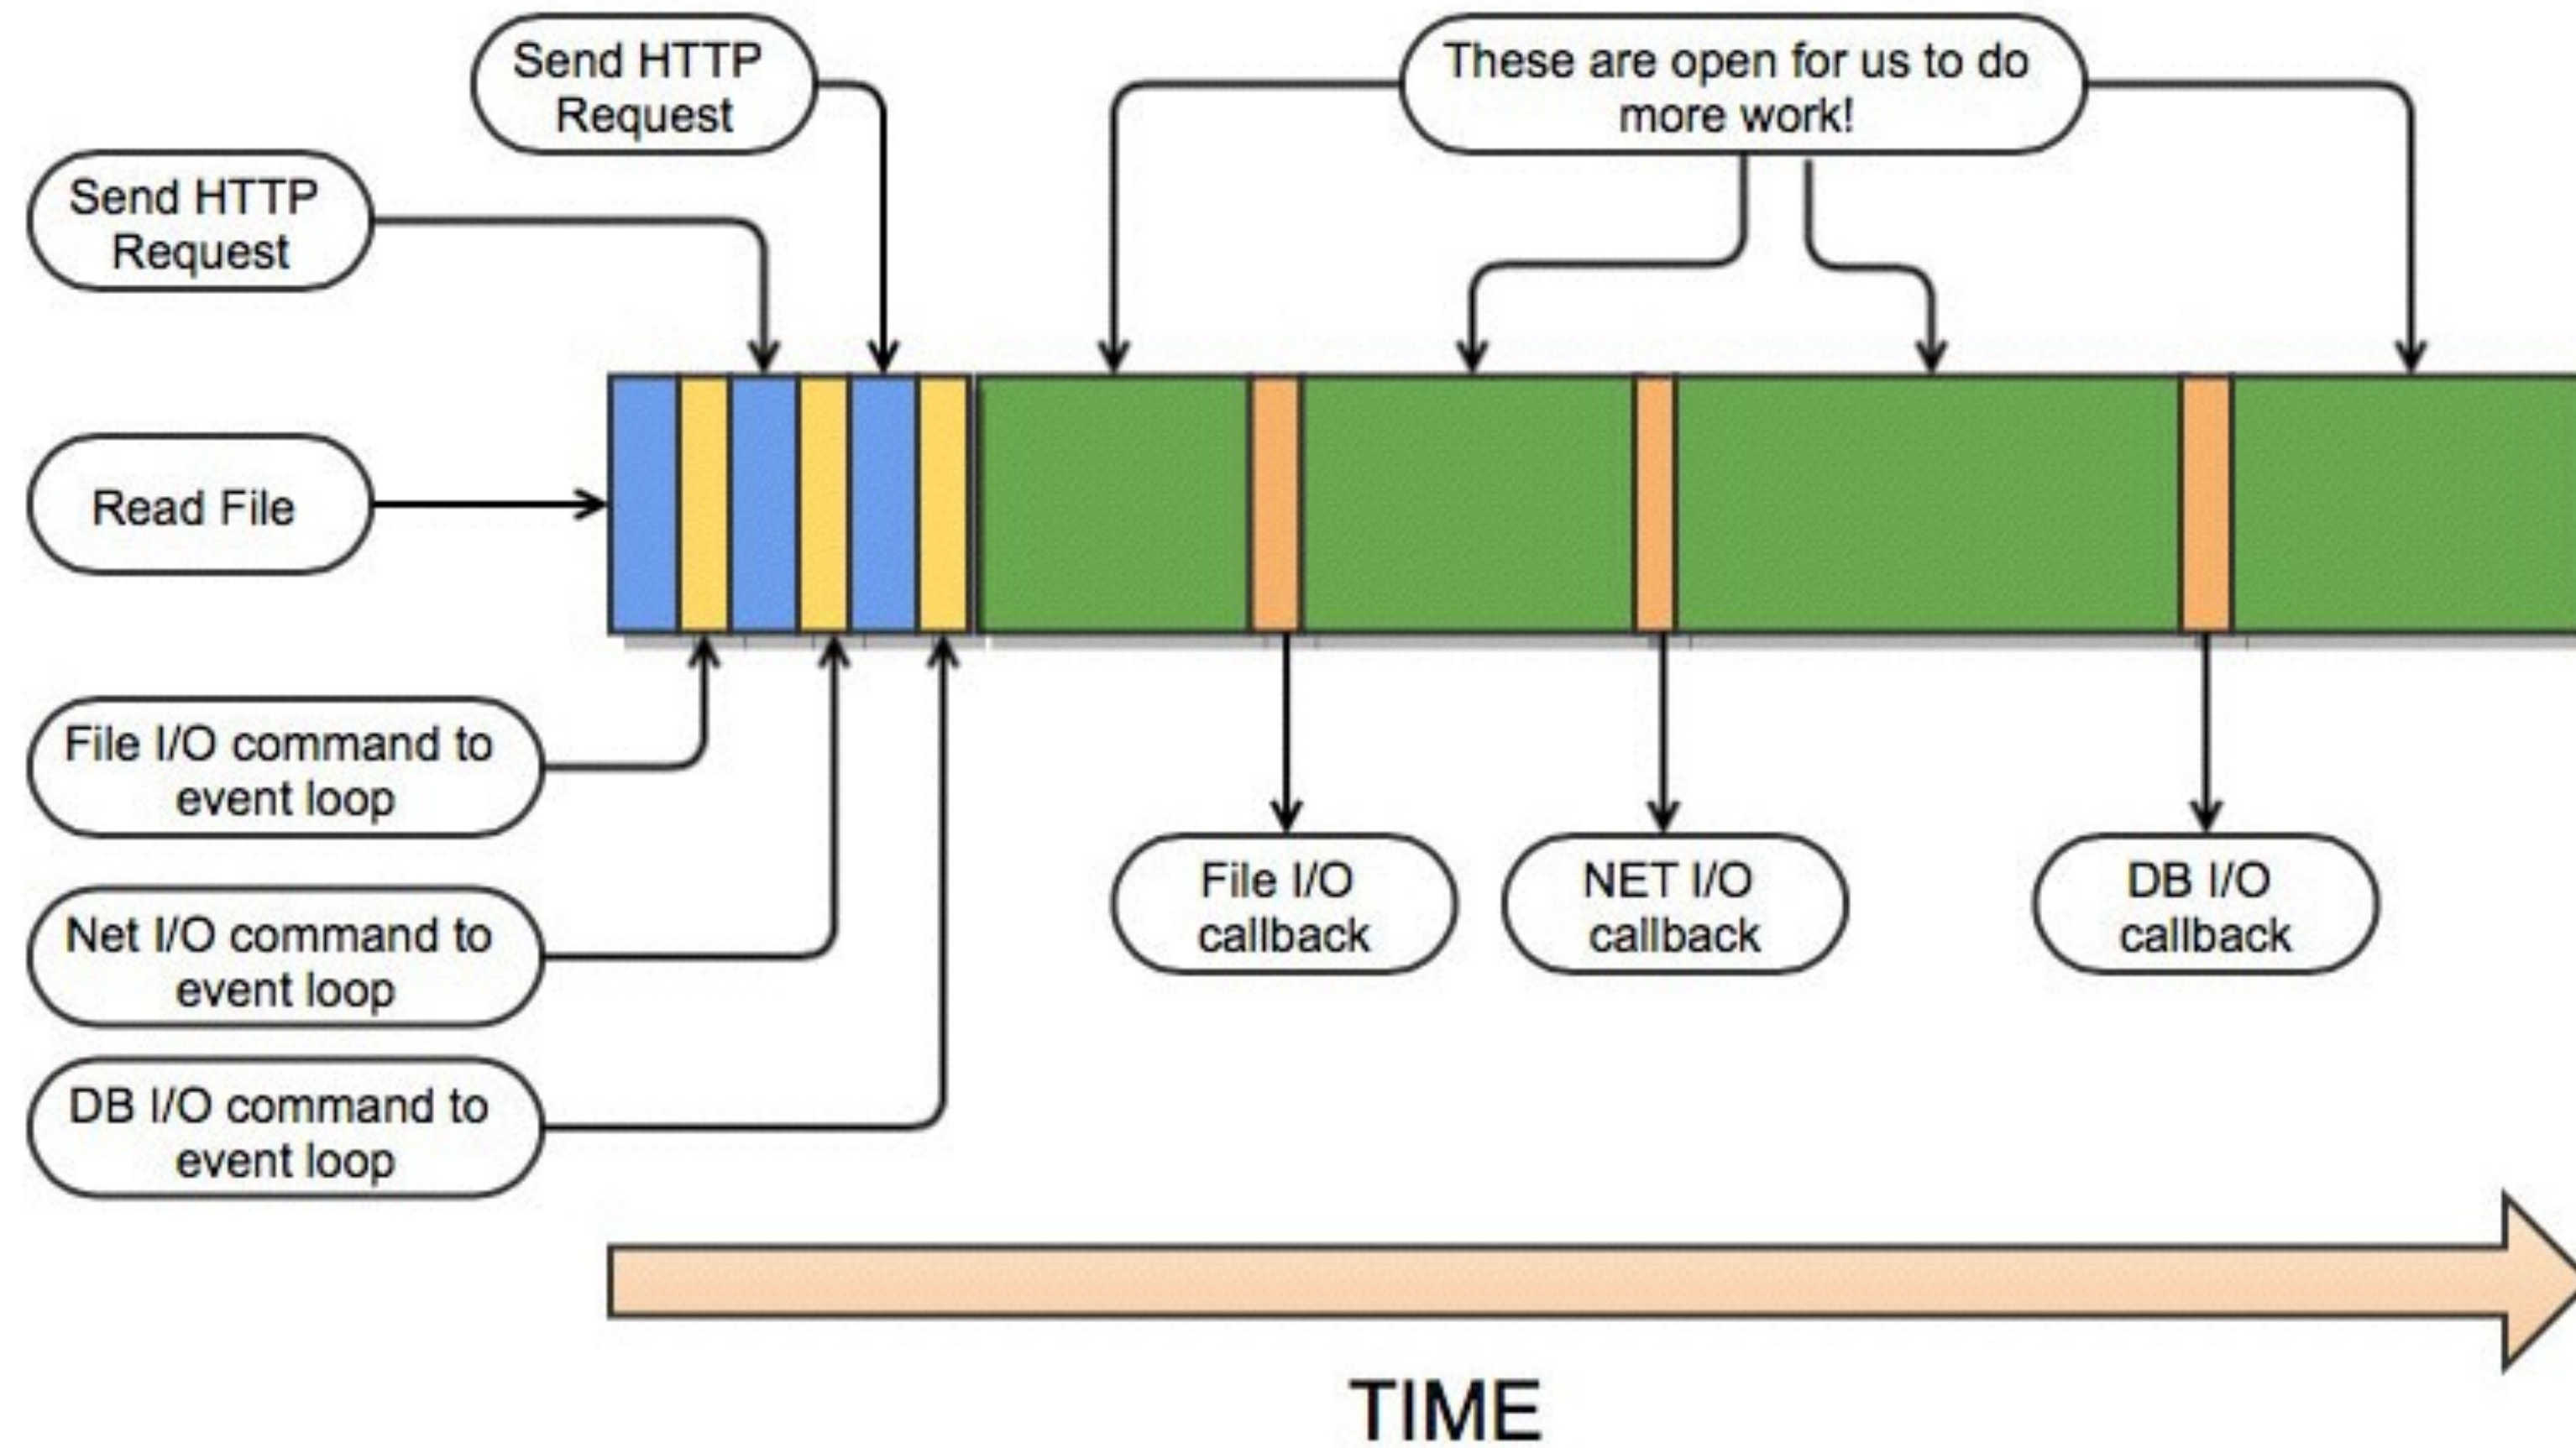 Send HTTP
Request
These are open for us to do
more work!
Send HTTP
Request
Read File
File I/O command to
event loop
Net I/O command to
event loop
DB I/O command to
event loop
File I/O
callback
NET I/O
callback
DB I/O
callback
TIME